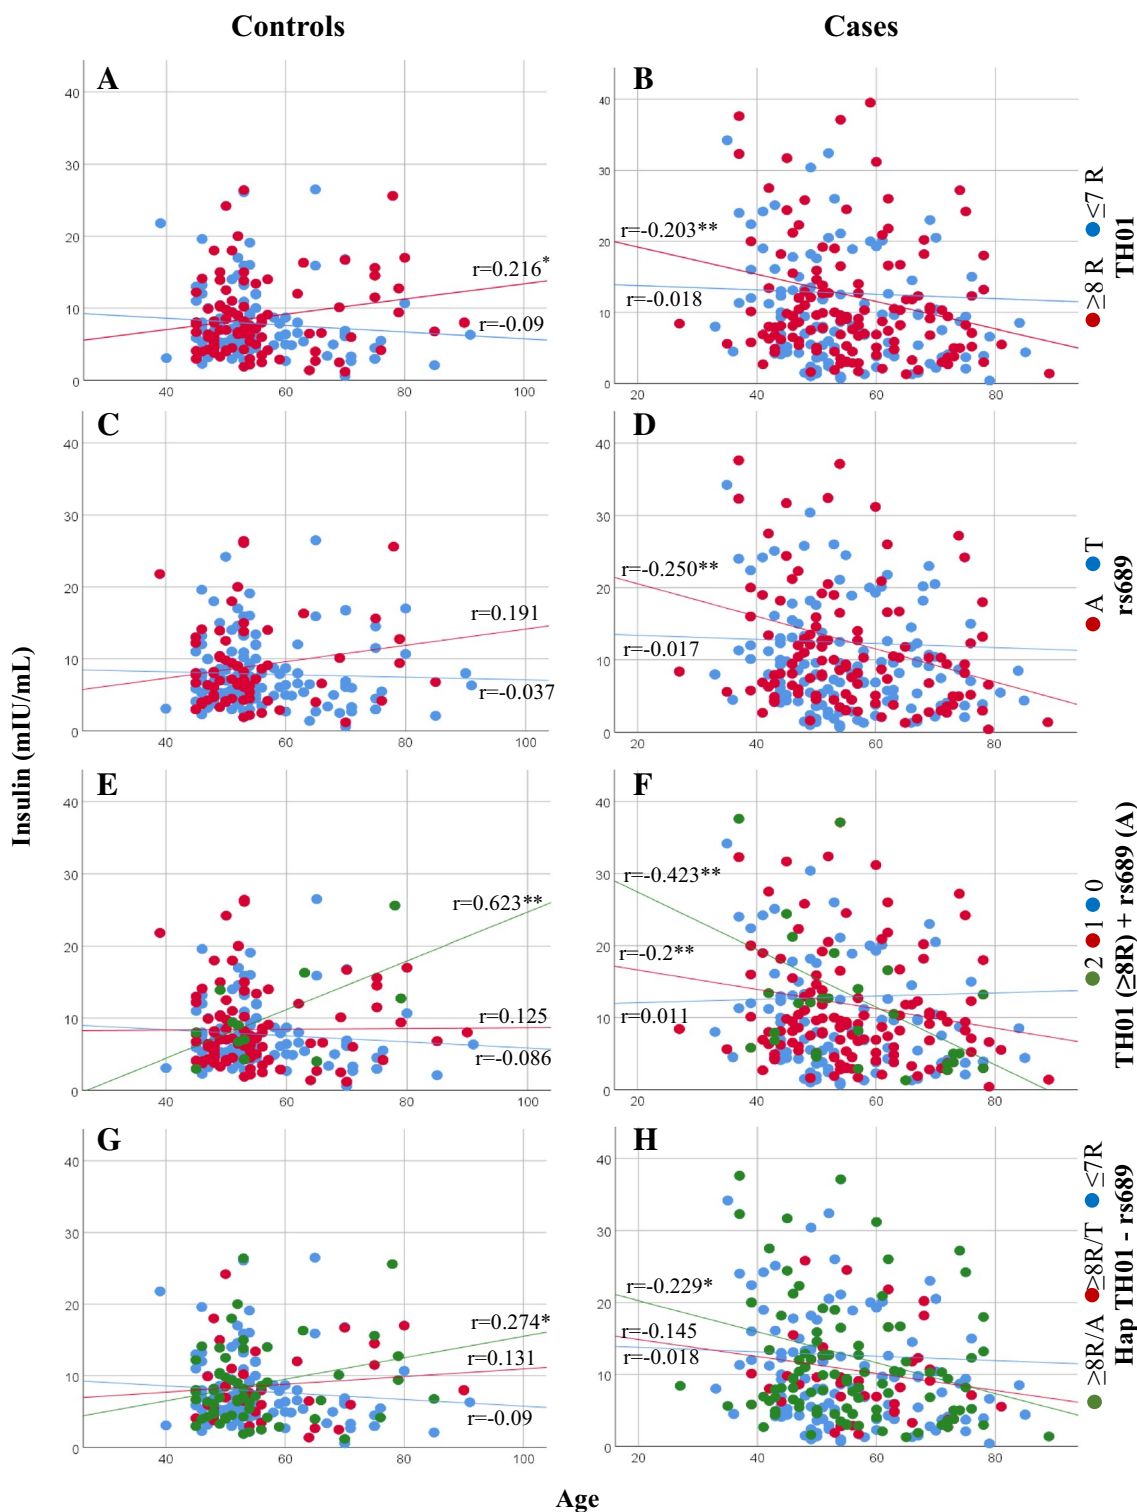 Controls
Cases
A
40
30
20
10
0
40
60
80
100
r=0.216*
r=-0.09
B
40
30
20
10
0
20
40
60
80
r=-0.203**
r=-0.018
≥8 R ≤7 R
TH01
C
40
30
20
10
0
40
60
80
100
r=0.191
r=-0.037
D
40
30
20
10
0
20
40
60
80
r=-0.250**
r=-0.017
A T
rs689
Insulin (mIU/mL)
E
40
30
20
10
0
40
60
80
100
r=0.623**
r=0.125
r=-0.086
F
40
30
20
10
0
20
40
60
80
r=-0.423**
r=-0.2**
r=0.011
2 1 0
TH01 (≥8R) + rs689 (A)
G
40
30
20
10
0
40
60
80
100
r=0.274*
r=0.131
r=-0.09
H
40
30
20
10
0
20
40
60
80
r=-0.229*
r=-0.145
r=-0.018
≥8R/A ≥8R/T ≤7R
Hap TH01 - rs689
Age